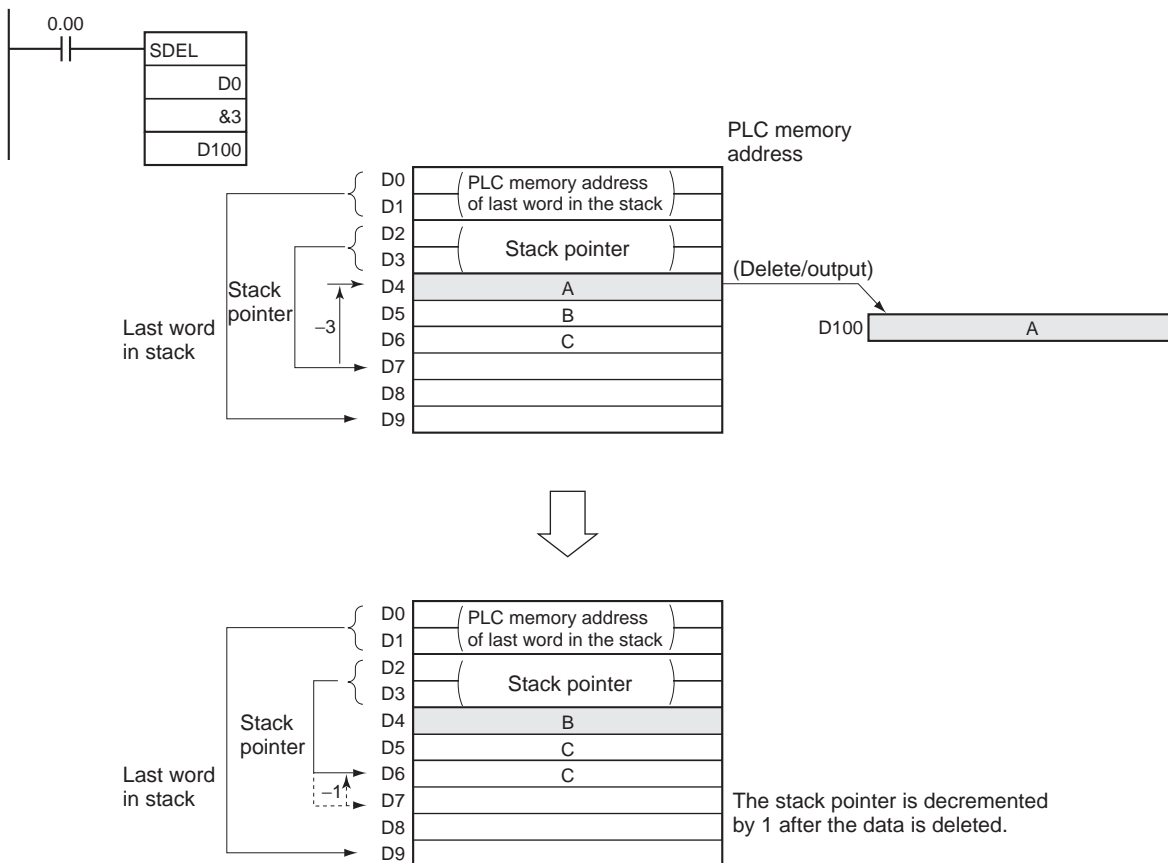 0.00
SDEL
D0
&3
D100
PLC memory
address
D0
D1
(PLC memory address
of last word in the stack)
D2
D3
(Stack pointer)
(Delete/output)
D4
A
D5
B
D6
C
D7
D8
D9
Stack
pointer
–3
Last word
in stack
D100
A
D0
D1
(PLC memory address
of last word in the stack)
D2
D3
(Stack pointer)
D4
B
D5
C
D6
C
D7
D8
D9
Stack
pointer
–1
Last word
in stack
The stack pointer is decremented
by 1 after the data is deleted.